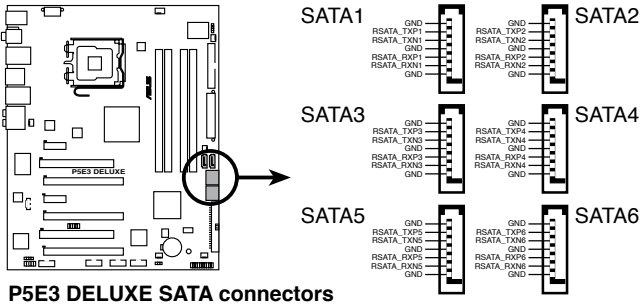 SATA1
GND
RSATA_TXP1
RSATA_TXN1
GND
RSATA_RXP1
RSATA_RXN1
GND
SATA2
GND
RSATA_TXP2
RSATA_TXN2
GND
RSATA_RXP2
RSATA_RXN2
GND
SATA3
GND
RSATA_TXP3
RSATA_TXN3
GND
RSATA_RXP3
RSATA_RXN3
GND
SATA4
GND
RSATA_TXP4
RSATA_TXN4
GND
RSATA_RXP4
RSATA_RXN4
GND
SATA5
GND
RSATA_TXP5
RSATA_TXN5
GND
RSATA_RXP5
RSATA_RXN5
GND
SATA6
GND
RSATA_TXP6
RSATA_TXN6
GND
RSATA_RXP6
RSATA_RXN6
GND
ASUS
P5E3 DELUXE
P5E3 DELUXE SATA connectors